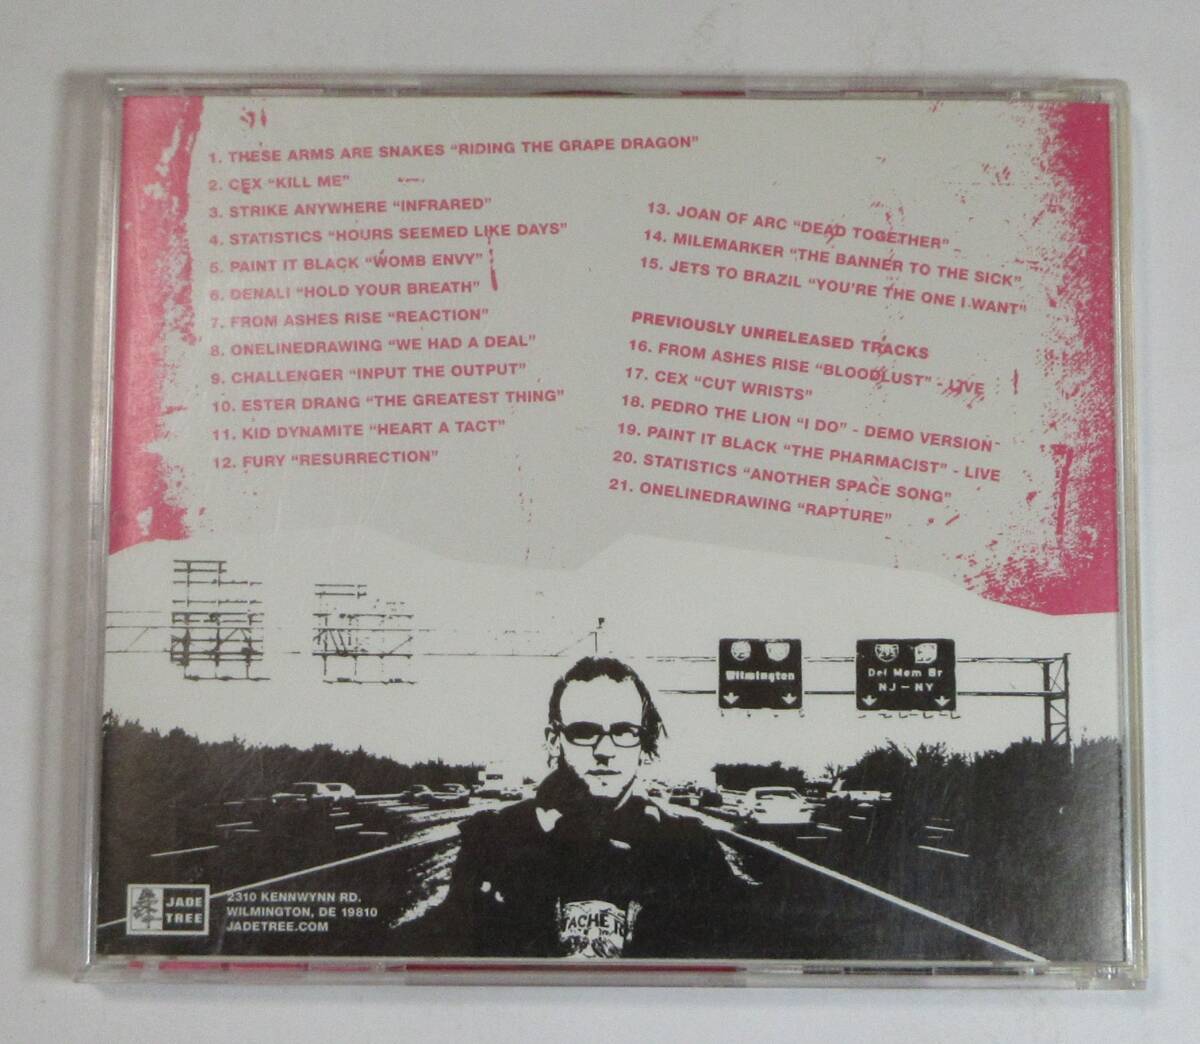 1. THESE ARMS ARE SNAKES “RIDING THE GRAPE DRAGON”
2. CEX “KILL ME”
3. STRIKE ANYWHERE “INFRARED”
4. STATISTICS “HOURS SEEMED LIKE DAYS”
5. PAINT IT BLACK “WOMB ENVY”
6. DENALI “HOLD YOUR BREATH”
7. FROM ASHES RISE “REACTION”
8. ONELINEDRAWING “WE HAD A DEAL”
9. CHALLENGER “INPUT THE OUTPUT”
10. ESTER DRANG “THE GREATEST THING”
11. KID DYNAMITE “HEART A TACT”
12. FURY “RESURRECTION”
13. JOAN OF ARC “DEAD TOGETHER”
14. MILEMARKER “THE BANNER TO THE SICK”
15. JETS TO BRAZIL “YOU'RE THE ONE I WANT”
PREVIOUSLY UNRELEASED TRACKS
16. FROM ASHES RISE “BLOODLUST” - LIVE
17. CEX “CUT WRISTS”
18. PEDRO THE LION “I DO” - DEMO VERSION
19. PAINT IT BLACK “THE PHARMACIST” - LIVE
20. STATISTICS “ANOTHER SPACE SONG”
21. ONELINEDRAWING “RAPTURE”
Wilmington
Del Mem Br
NJ-NY
JADE
TREE
2310 KENNWYNN RD.
WILMINGTON, DE 19810
JADETREE.COM